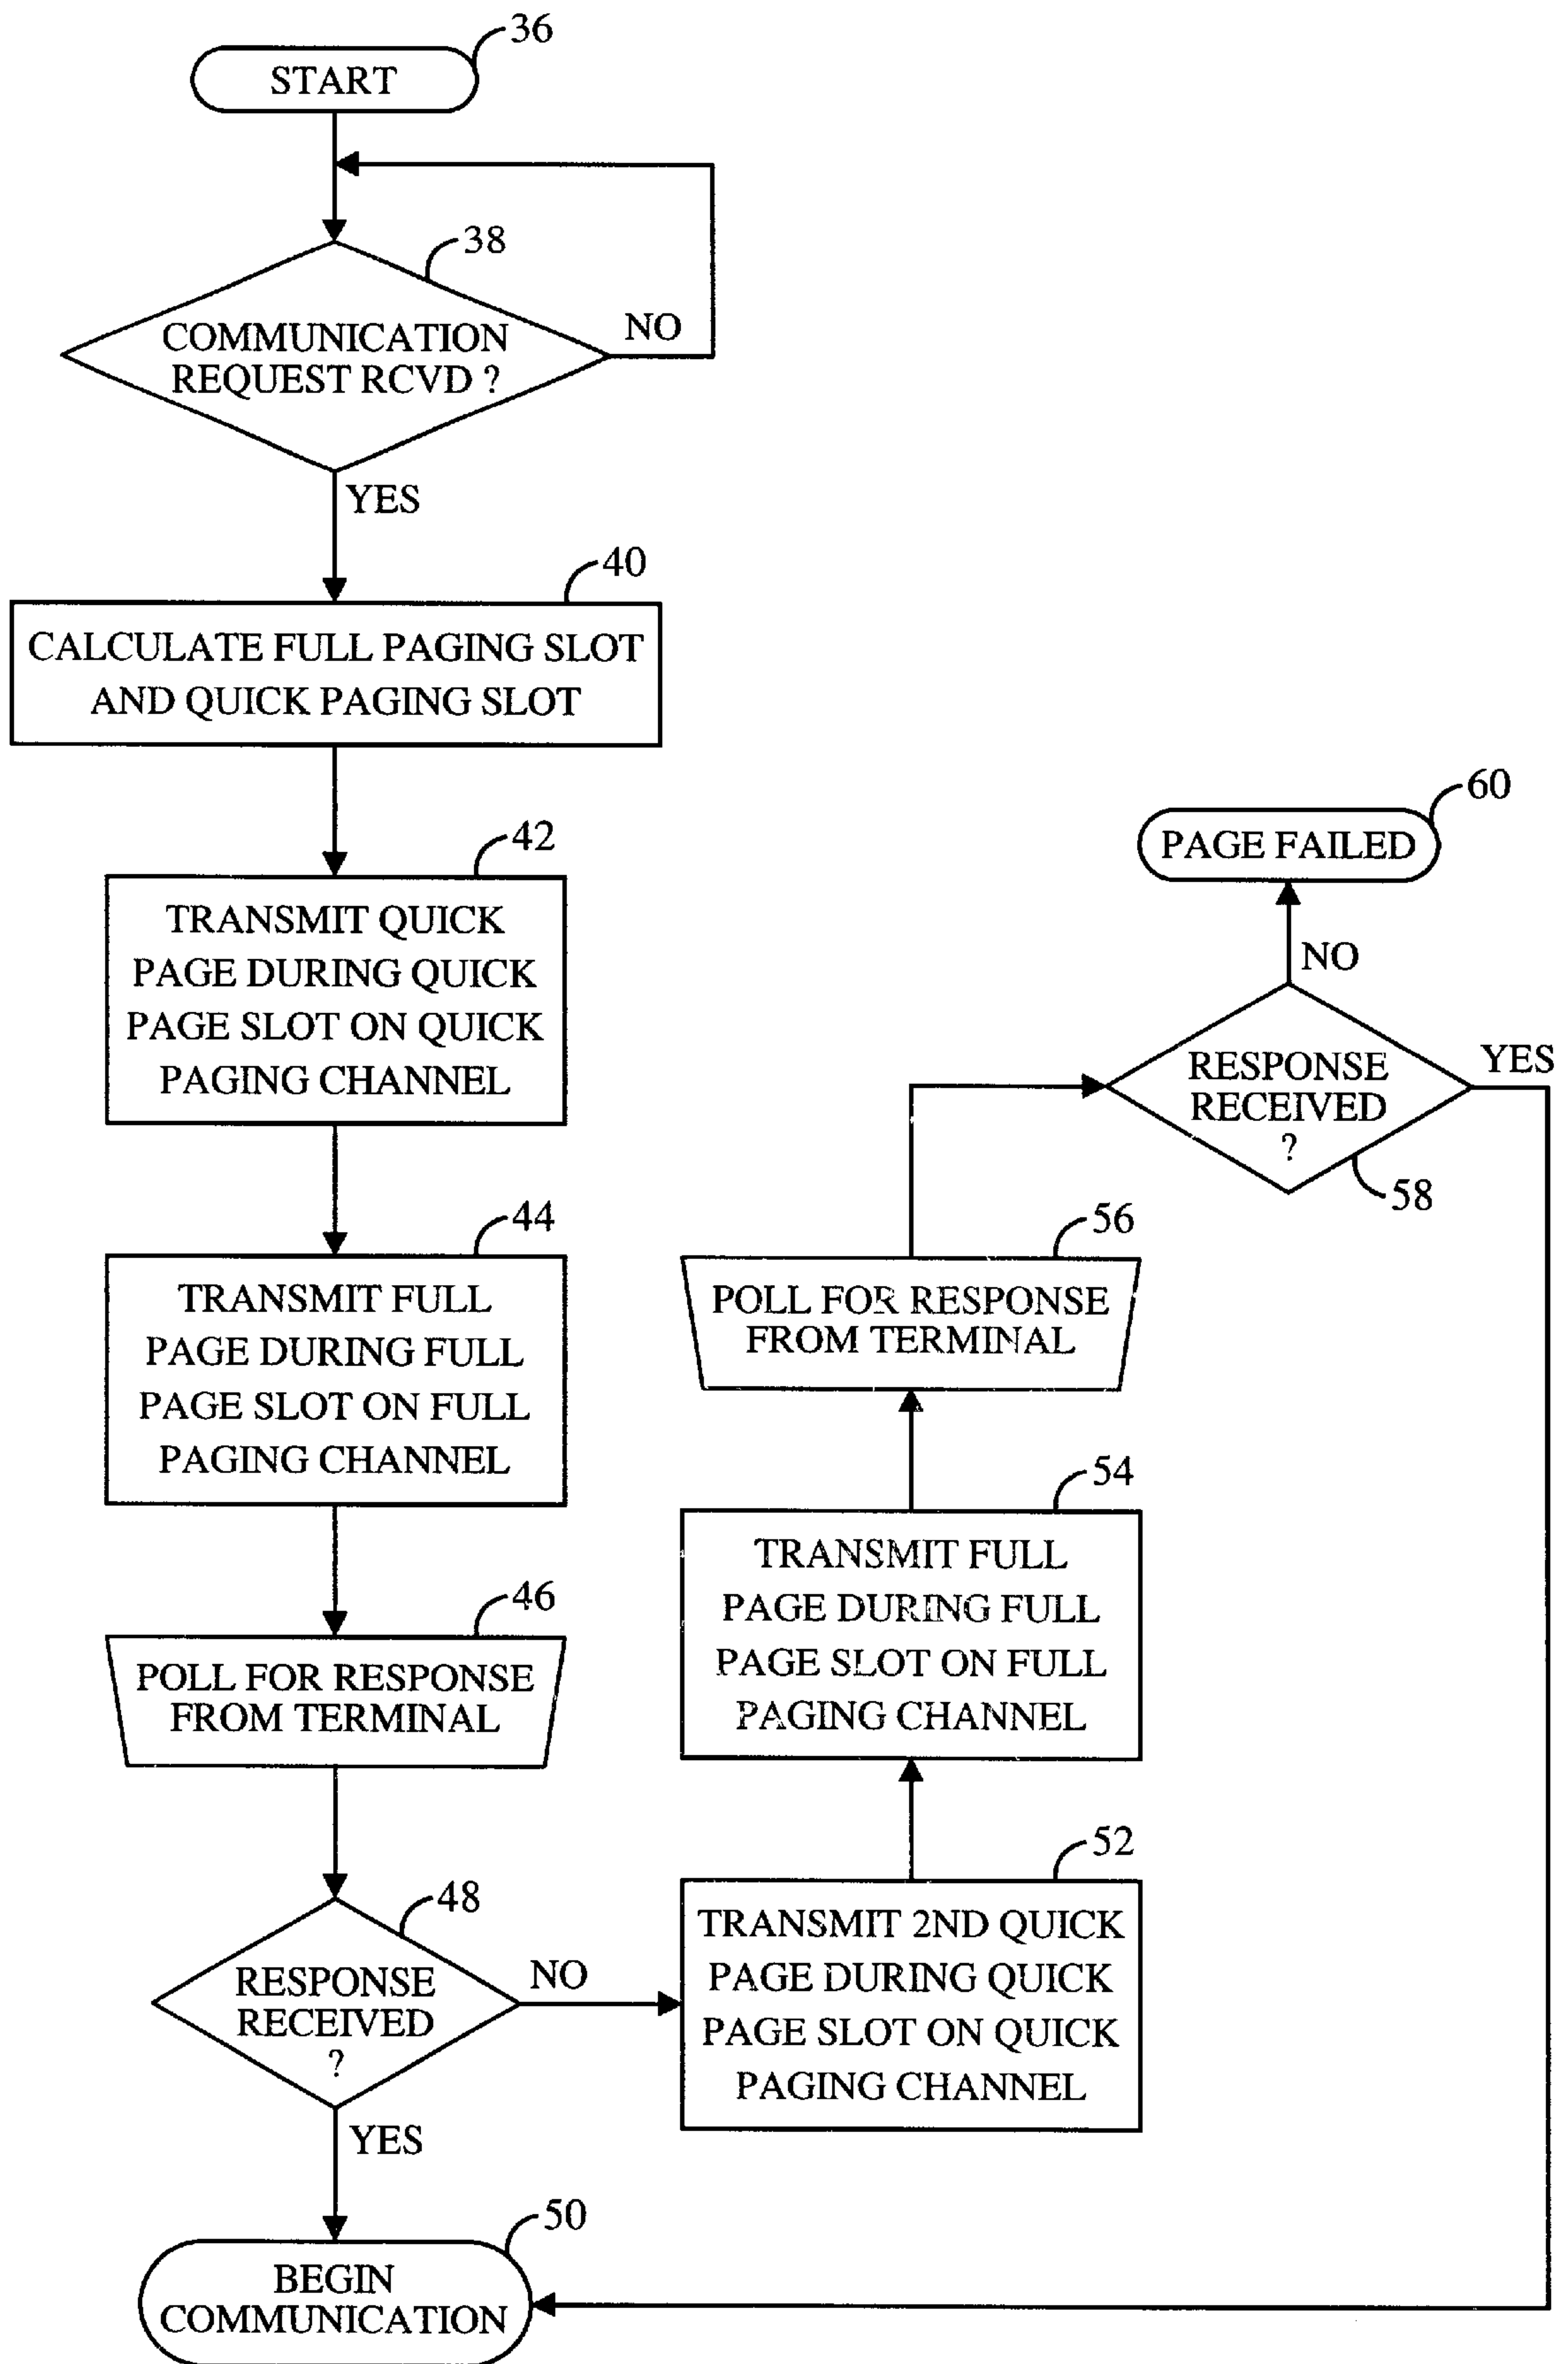 36
START
38
COMMUNICATION
REQUEST RCVD ?
NO
YES
40
CALCULATE FULL PAGING SLOT
AND QUICK PAGING SLOT
42
TRANSMIT QUICK
PAGE DURING QUICK
PAGE SLOT ON QUICK
PAGING CHANNEL
44
TRANSMIT FULL
PAGE DURING FULL
PAGE SLOT ON FULL
PAGING CHANNEL
46
POLL FOR RESPONSE
FROM TERMINAL
48
RESPONSE
RECEIVED
?
NO
YES
50
BEGIN
COMMUNICATION
52
TRANSMIT 2ND QUICK
PAGE DURING QUICK
PAGE SLOT ON QUICK
PAGING CHANNEL
54
TRANSMIT FULL
PAGE DURING FULL
PAGE SLOT ON FULL
PAGING CHANNEL
56
POLL FOR RESPONSE
FROM TERMINAL
58
RESPONSE
RECEIVED
?
YES
NO
60
PAGE FAILED